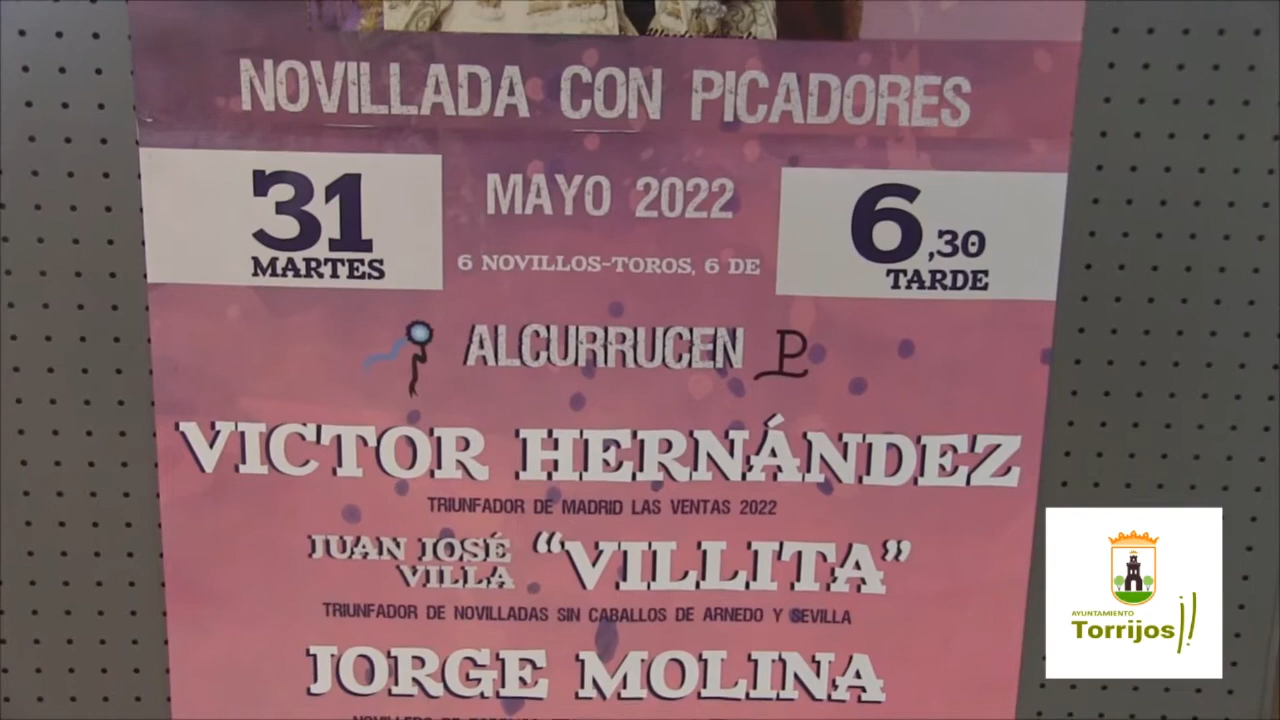 NOVILLADA CON PICADORES
31
MARTES
MAYO 2022
6 NOVILLOS-TOROS, 6 DE
6,30
TARDE
ALCURRUCEN
VICTOR HERNÁNDEZ
TRIUNFADOR DE MADRID LAS VENTAS 2022
JUAN JOSÉ
VILLA
"VILLITA"
TRIUNFADOR DE NOVILLADAS SIN CABALLOS DE ARNEDO Y SEVILLA
JORGE MOLINA
AYUNTAMIENTO
Torrijos